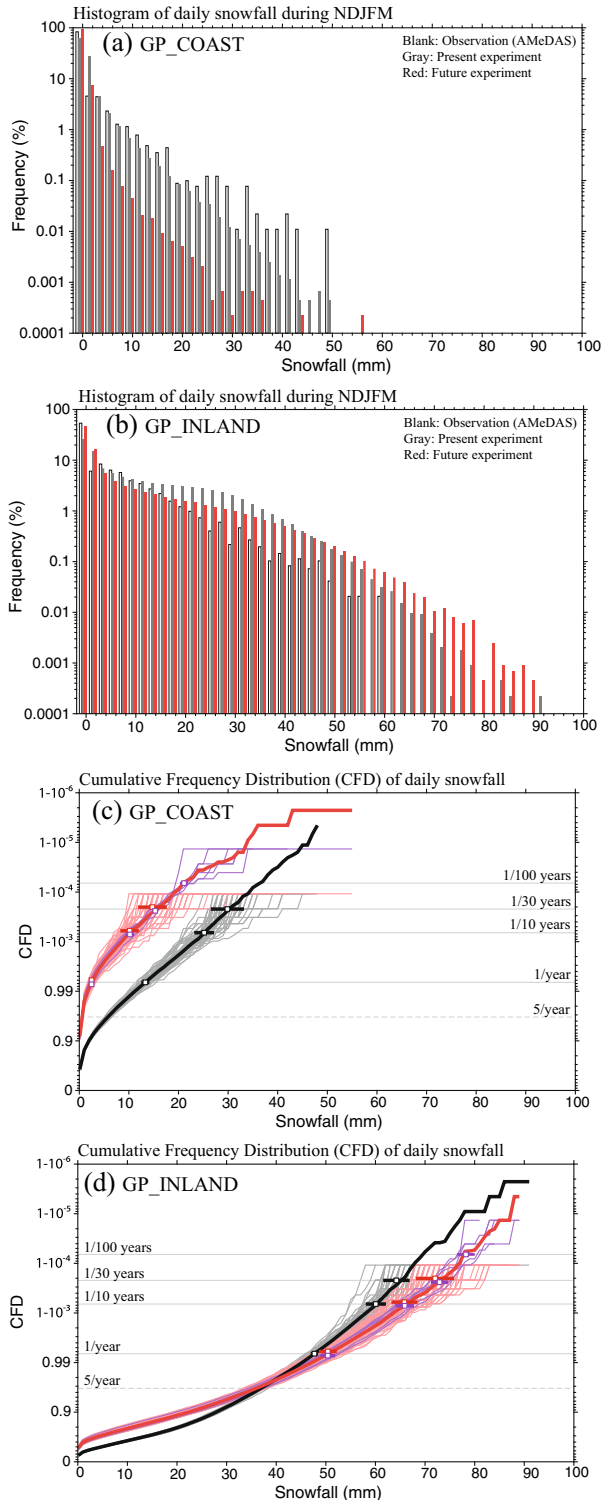 Histogram of daily snowfall during NDJFM
(a) GP_COAST
Blank: Observation (AMeDAS)
Gray: Present experiment
Red: Future experiment
Frequency (%)
100
10
1
0.1
0.01
0.001
0.0001
0 10 20 30 40 50 60 70 80 90 100
Snowfall (mm)
Histogram of daily snowfall during NDJFM
(b) GP_INLAND
Blank: Observation (AMeDAS)
Gray: Present experiment
Red: Future experiment
Frequency (%)
100
10
1
0.1
0.01
0.001
0.0001
0 10 20 30 40 50 60 70 80 90 100
Snowfall (mm)
Cumulative Frequency Distribution (CFD) of daily snowfall
(c) GP_COAST
CFD
1-10-6
1-10-5
1-10-4
1-10-3
0.99
0.9
0
1/100 years
1/30 years
1/10 years
1/year
5/year
0 10 20 30 40 50 60 70 80 90 100
Snowfall (mm)
Cumulative Frequency Distribution (CFD) of daily snowfall
(d) GP_INLAND
CFD
1-10-6
1-10-5
1-10-4
1-10-3
0.99
0.9
0
1/100 years
1/30 years
1/10 years
1/year
5/year
0 10 20 30 40 50 60 70 80 90 100
Snowfall (mm)